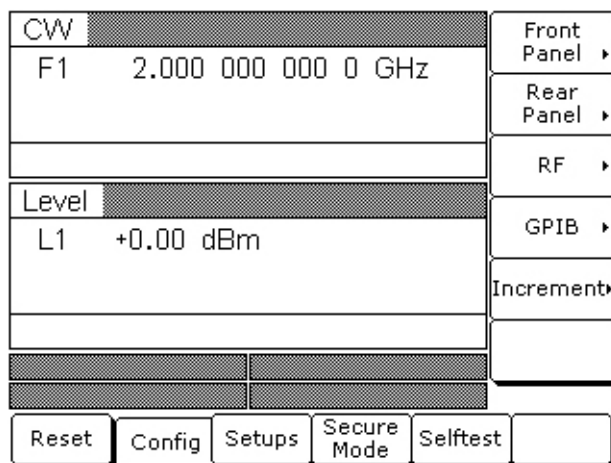 CW
F1 2.000 000 000 0 GHz
Level
L1 +0.00 dBm
Front
Panel
Rear
Panel
RF
GPIB
Increment
Reset
Config
Setups
Secure
Mode
Selftest